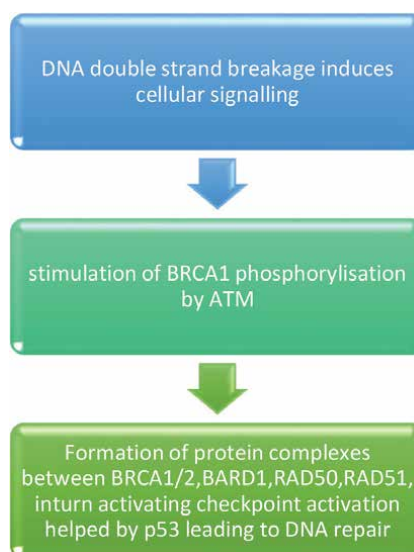 DNA double strand breakage induces
cellular signalling
stimulation of BRCA1 phosphorylisation
by ATM
Formation of protein complexes
between BRCA1/2,BARD1,RAD50,RAD51,
inturn activating checkpoint activation
helped by p53 leading to DNA repair